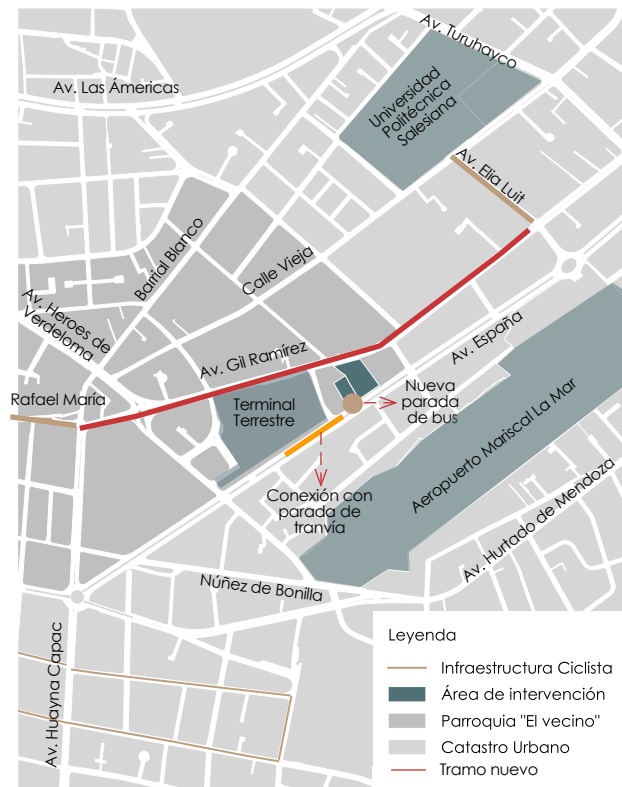 Av. Turuhayco
Av. Las Ámericas
Universidad
Politécnica
Salesiana
Av. Elia Luit
Barrial Blanco
Calle Vieja
Av. Heroes de
Verdeloma
Av. España
Av. Gil Ramírez
Rafael María
Nueva
parada
de bus
Terminal
Terrestre
Aeropuerto Mariscal La Mar
Conexión con
parada de
tranvía
Av. Hurtado de Mendoza
Núñez de Bonilla
Av. Huayna Capac
Leyenda
Infraestructura Ciclista
Área de intervención
Parroquia "El vecino"
Catastro Urbano
Tramo nuevo